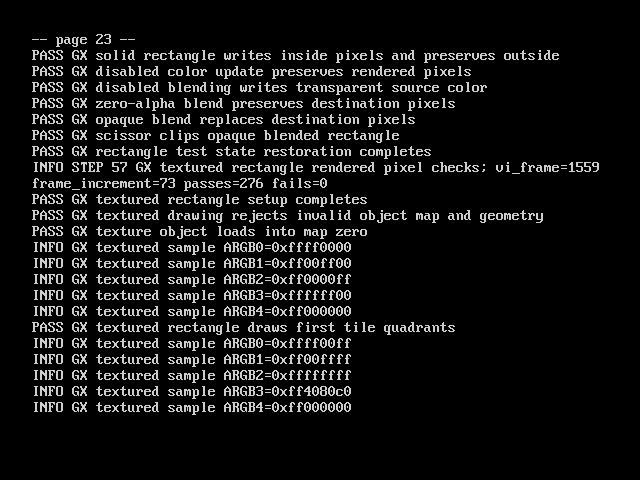 -- page 23 --
PASS GX solid rectangle writes inside pixels and preserves outside
PASS GX disabled color update preserves rendered pixels
PASS GX disabled blending writes transparent source color
PASS GX zero-alpha blend preserves destination pixels
PASS GX opaque blend replaces destination pixels
PASS GX scissor clips opaque blended rectangle
PASS GX rectangle test state restoration completes
INFO STEP 57 GX textured rectangle rendered pixel checks; vi_frame=1559
frame_increment=73 passes=276 fails=0
PASS GX textured rectangle setup completes
PASS GX textured drawing rejects invalid object map and geometry
PASS GX texture object loads into map zero
INFO GX textured sample ARGB0=0xffff0000
INFO GX textured sample ARGB1=0xff00ff00
INFO GX textured sample ARGB2=0xff0000ff
INFO GX textured sample ARGB3=0xffffff00
INFO GX textured sample ARGB4=0xff000000
PASS GX textured rectangle draws first tile quadrants
INFO GX textured sample ARGB0=0xffff00ff
INFO GX textured sample ARGB1=0xff00ffff
INFO GX textured sample ARGB2=0xffffffff
INFO GX textured sample ARGB3=0xff4080c0
INFO GX textured sample ARGB4=0xff000000